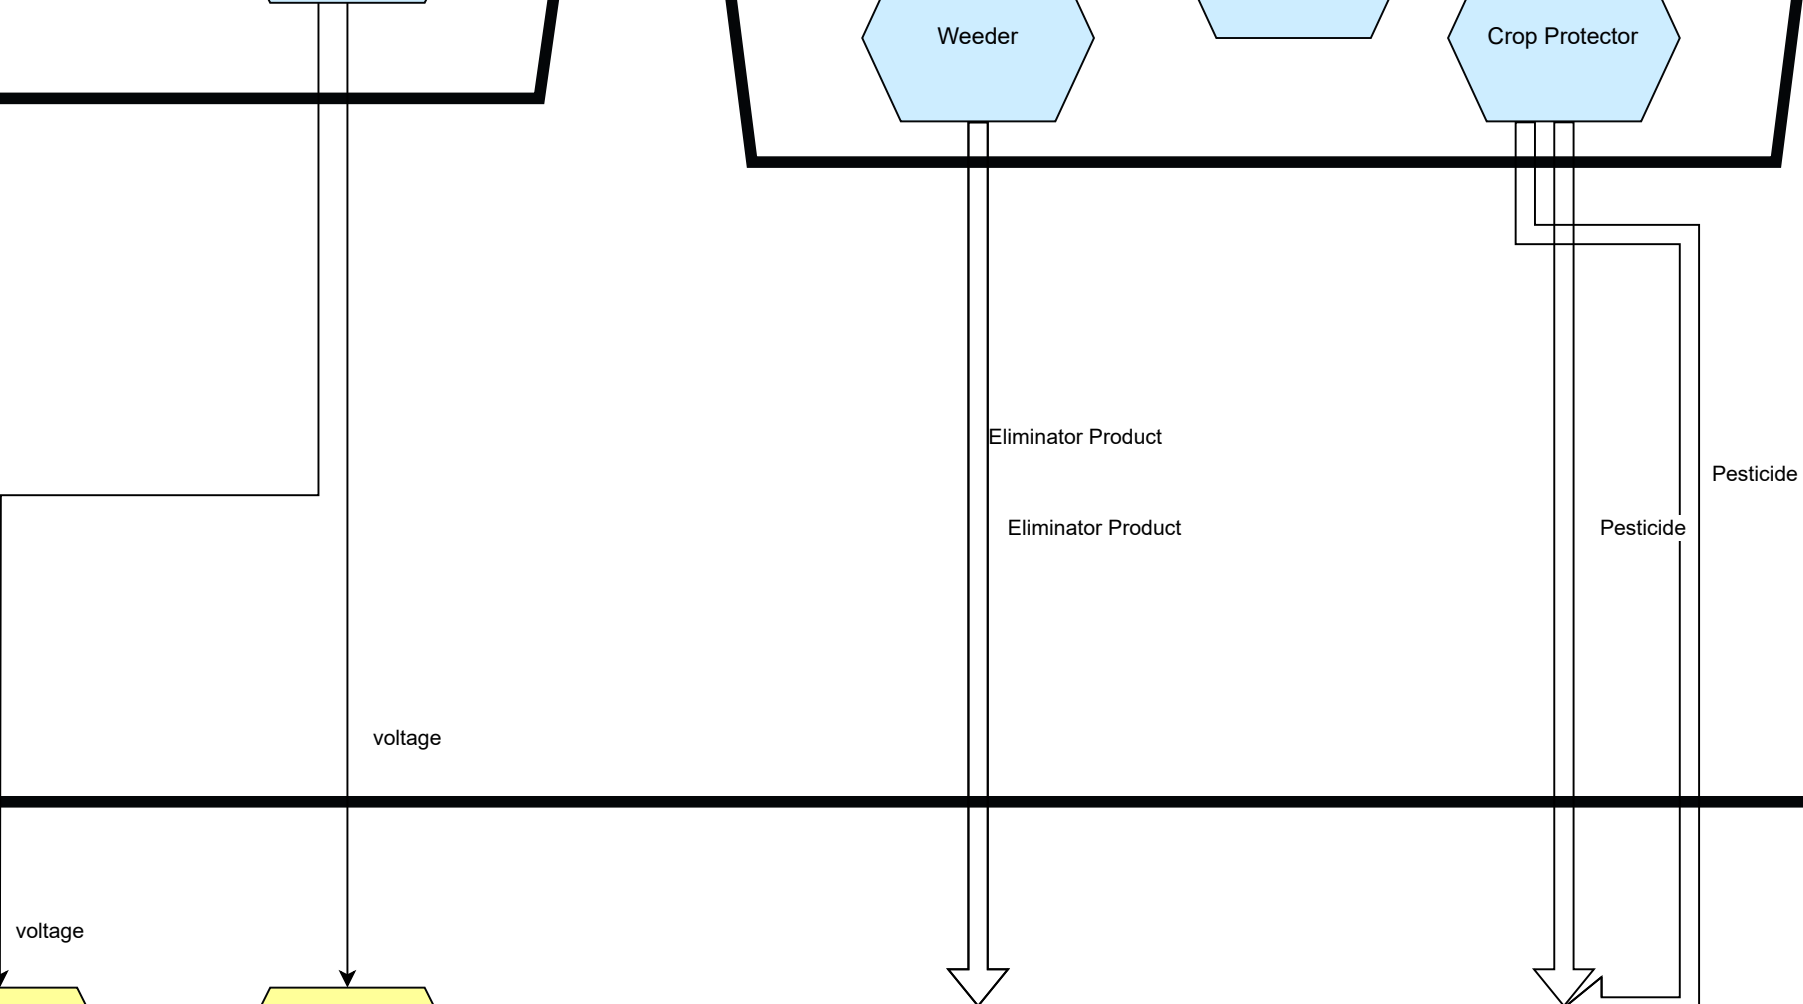 Weeder
Crop Protector
Eliminator Product
Pesticide
Eliminator Product
Pesticide
voltage
voltage